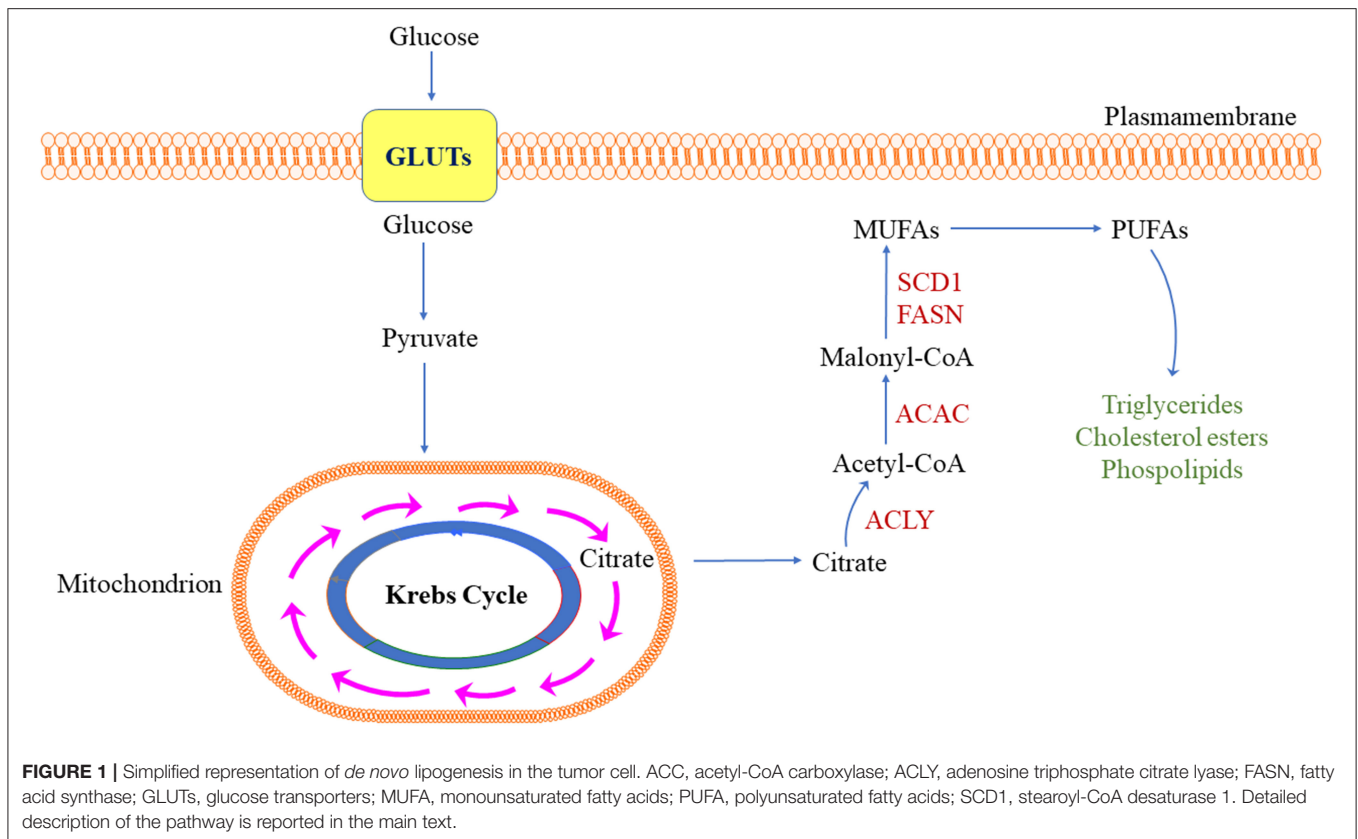 Glucose
Plasmamembrane
GLUTs
Glucose
Pyruvate
Mitochondrion
Krebs Cycle
Citrate
Citrate
ACLY
Acetyl-CoA
ACAC
Malonyl-CoA
SCD1
FASN
MUFAs
PUFAs
Triglycerides
Cholesterol esters
Phospolipids
FIGURE 1 | Simplified representation of de novo lipogenesis in the tumor cell. ACC, acetyl-CoA carboxylase; ACLY, adenosine triphosphate citrate lyase; FASN, fatty
acid synthase; GLUTs, glucose transporters; MUFA, monounsaturated fatty acids; PUFA, polyunsaturated fatty acids; SCD1, stearoyl-CoA desaturase 1. Detailed
description of the pathway is reported in the main text.